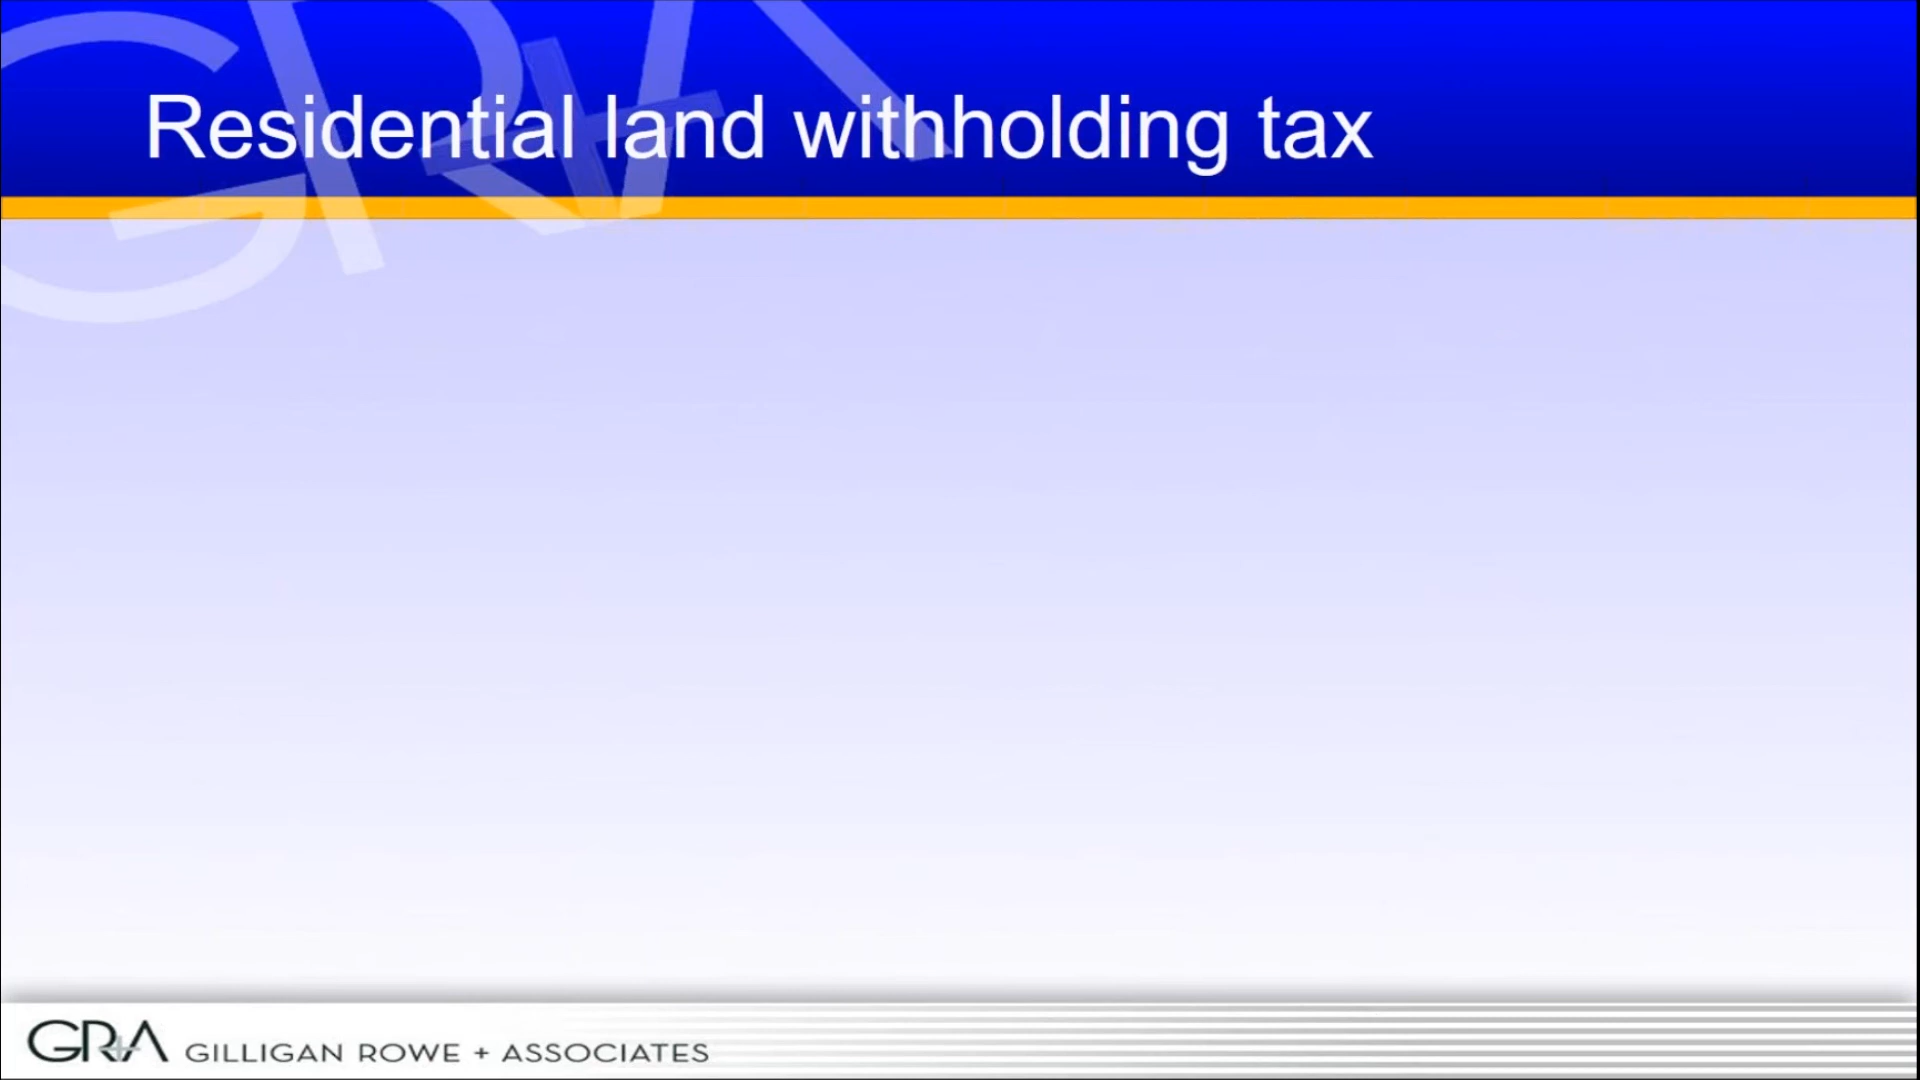 Residential land withholding tax
GRA GILLIGAN ROWE + ASSOCIATES